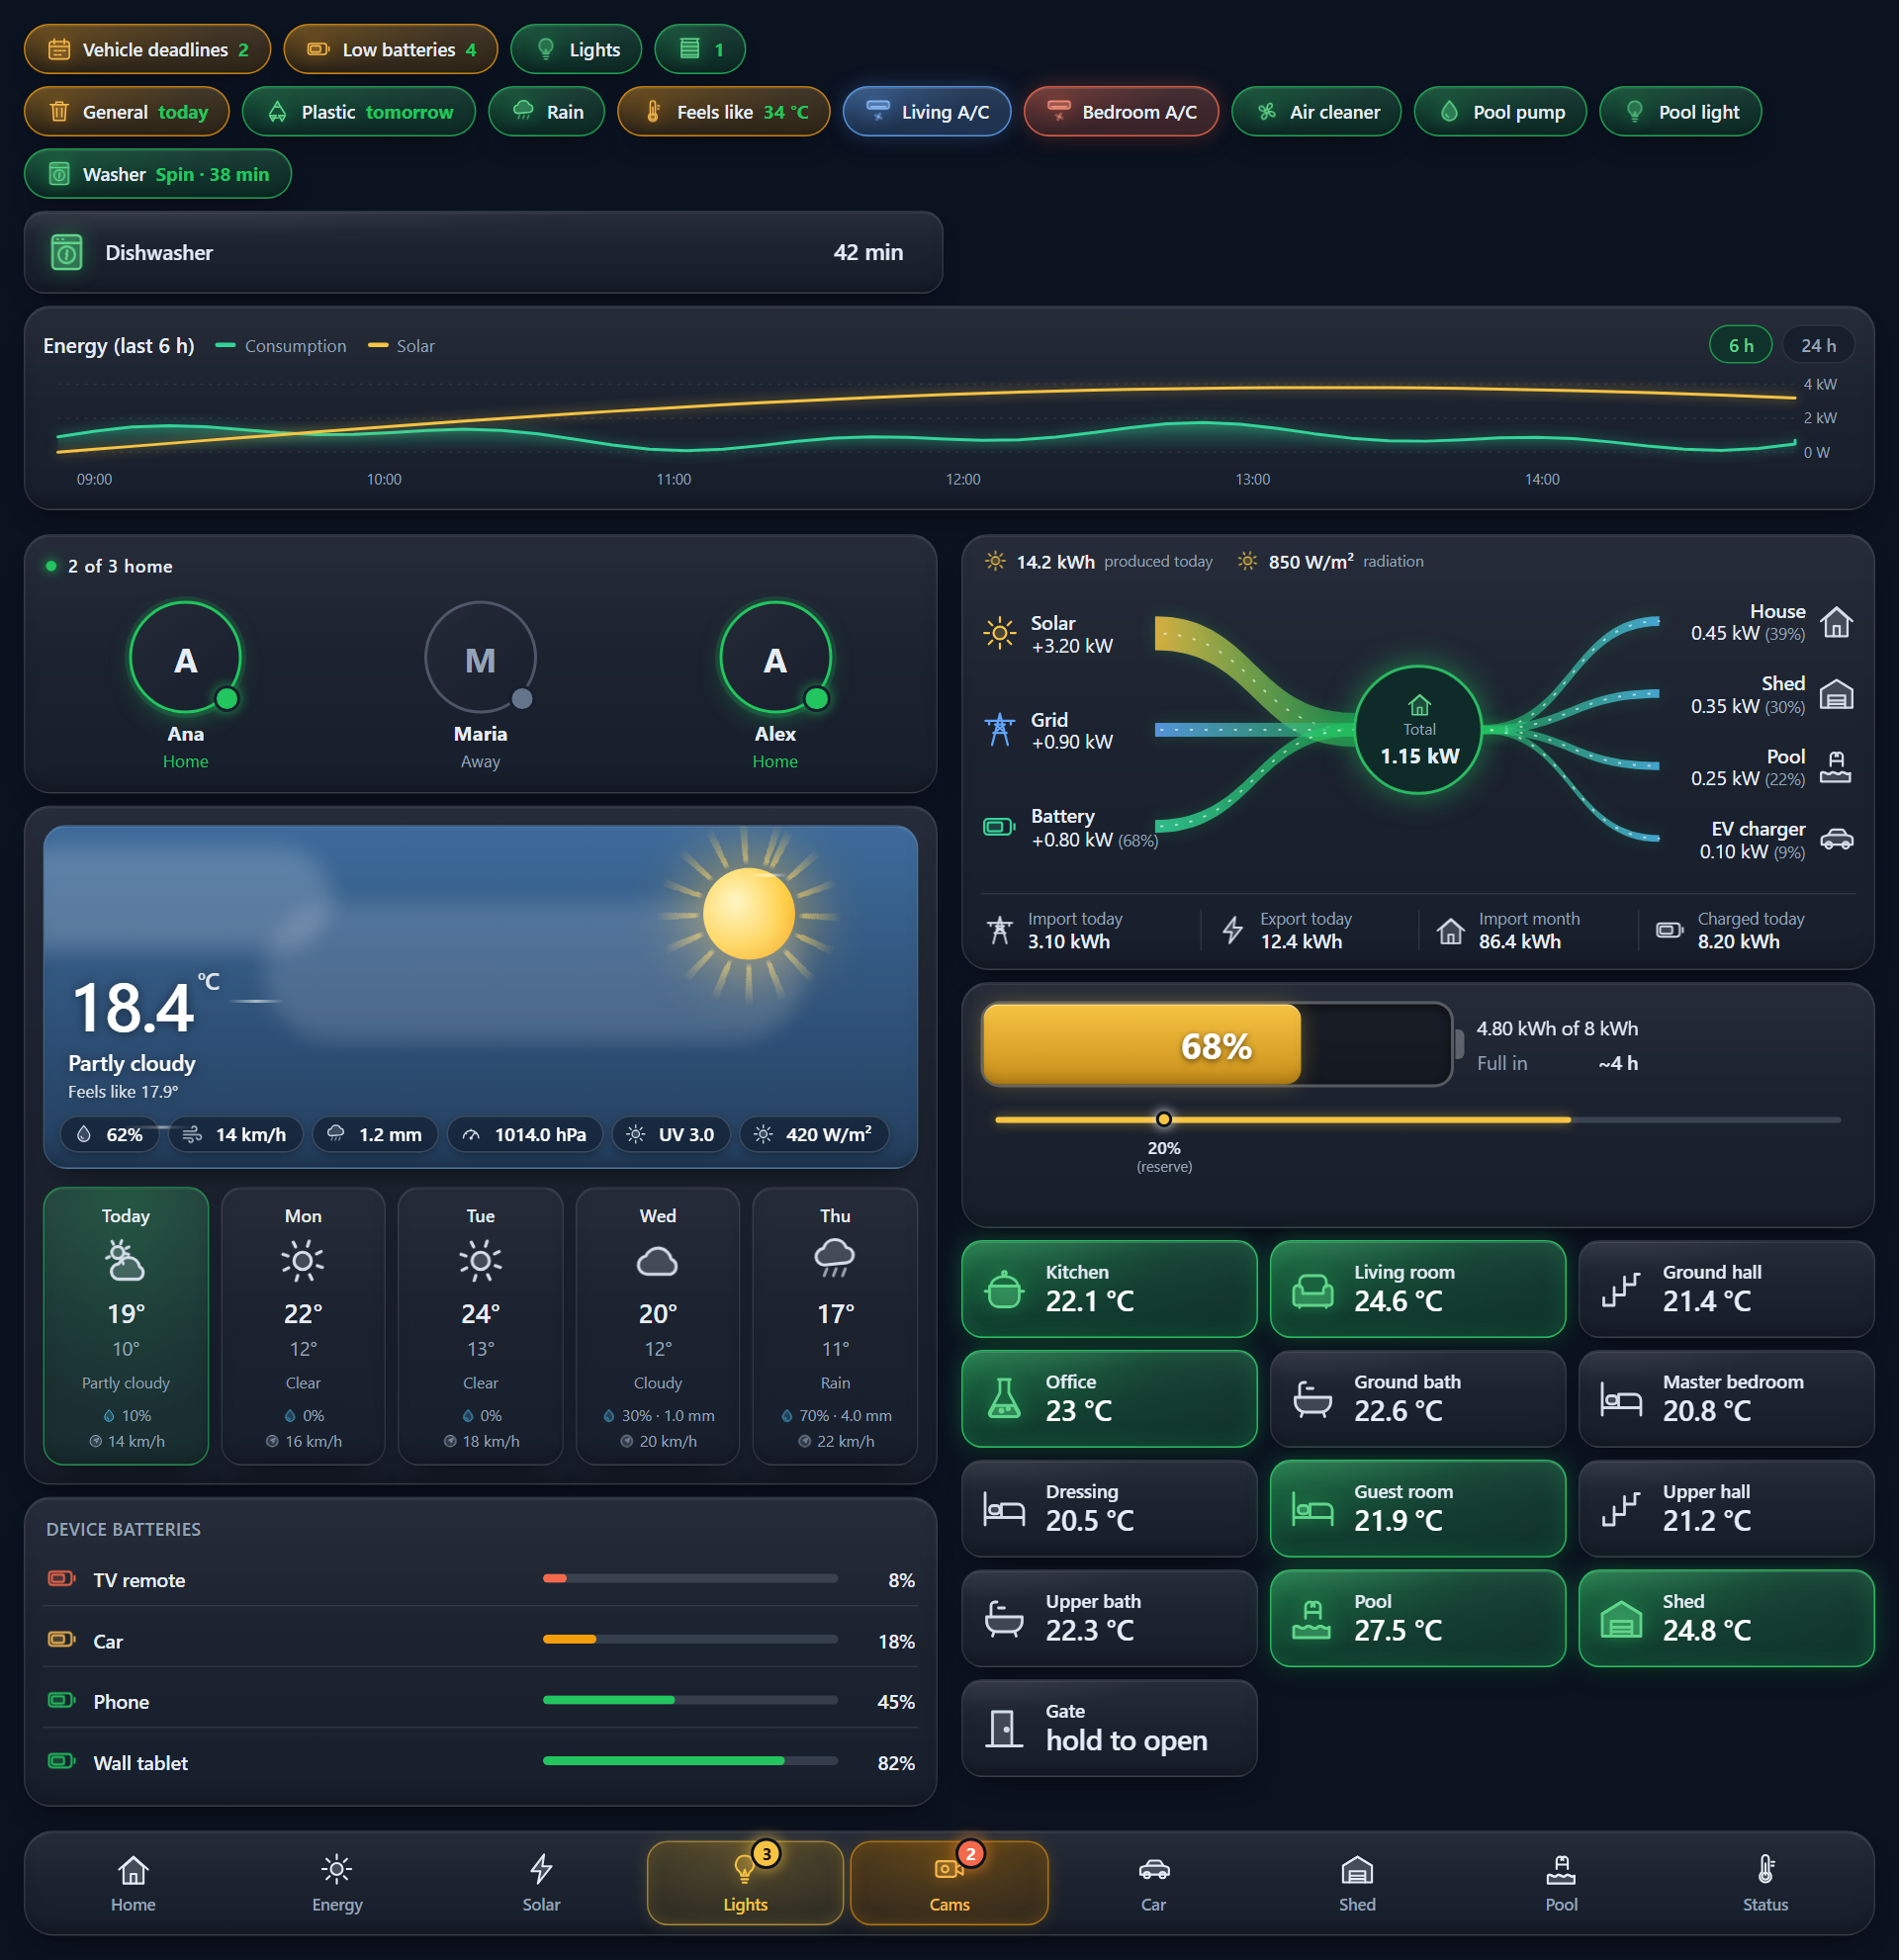 Vehicle deadlines 2
Low batteries 4
Lights
1
General today
Plastic tomorrow
Rain
Feels like 34 °C
Living A/C
Bedroom A/C
Air cleaner
Pool pump
Pool light
Washer Spin · 38 min
Dishwasher
42 min
Energy (last 6 h)
Consumption
Solar
6 h
24 h
4 kW
2 kW
0 W
09:00
10:00
11:00
12:00
13:00
14:00
2 of 3 home
A
M
A
Ana
Maria
Alex
Home
Away
Home
18.4 °C
Partly cloudy
Feels like 17.9°
62%
14 km/h
1.2 mm
1014.0 hPa
UV 3.0
420 W/m²
Today
19°
10°
Partly cloudy
10%
14 km/h
Mon
22°
12°
Clear
0%
16 km/h
Tue
24°
13°
Clear
0%
18 km/h
Wed
20°
12°
Cloudy
30% · 1.0 mm
20 km/h
Thu
17°
11°
Rain
70% · 4.0 mm
22 km/h
DEVICE BATTERIES
TV remote
8%
Car
18%
Phone
45%
Wall tablet
82%
14.2 kWh produced today
850 W/m² radiation
Solar
+3.20 kW
Grid
+0.90 kW
Battery
+0.80 kW (68%)
Total
1.15 kW
House
0.45 kW (39%)
Shed
0.35 kW (30%)
Pool
0.25 kW (22%)
EV charger
0.10 kW (9%)
Import today
3.10 kWh
Export today
12.4 kWh
Import month
86.4 kWh
Charged today
8.20 kWh
68%
4.80 kWh of 8 kWh
Full in ~4 h
20%
(reserve)
Kitchen
22.1 °C
Living room
24.6 °C
Ground hall
21.4 °C
Office
23 °C
Ground bath
22.6 °C
Master bedroom
20.8 °C
Dressing
20.5 °C
Guest room
21.9 °C
Upper hall
21.2 °C
Upper bath
22.3 °C
Pool
27.5 °C
Shed
24.8 °C
Gate
hold to open
Home
Energy
Solar
3
Lights
2
Cams
Car
Shed
Pool
Status